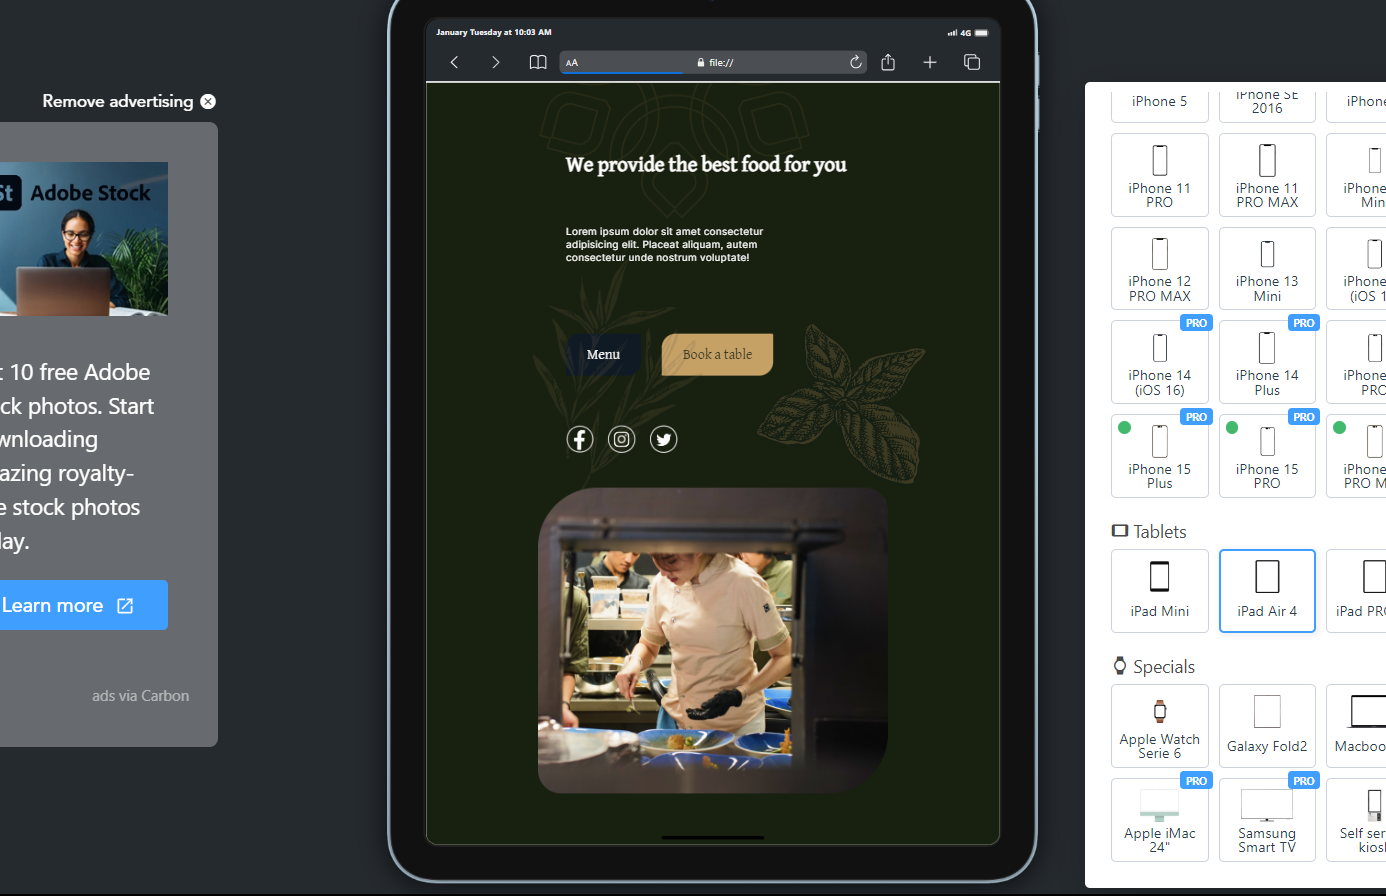 Remove advertising
St Adobe Stock
10 free Adobe
photos. Start
stock photos
Learn more
ads via Carbon
January Tuesday at 10:03 AM
4G
AA
file://
We provide the best food for you
Lorem ipsum dolor sit amet consectetur
adipisicing elit. Placeat aliquam, autem
consectetur unde nostrum voluptate!
Menu
Book a table
iPhone 5
iPhone SE
2016
iPhone
iPhone 11
PRO
iPhone 11
PRO MAX
iPhone
Min
iPhone 12
PRO MAX
iPhone 13
Mini
iPhone
(iOS 1
PRO
PRO
iPhone 14
(iOS 16)
iPhone 14
Plus
iPhone
PRO
PRO
PRO
iPhone 15
Plus
iPhone 15
PRO
iPhone
PRO M
Tablets
iPad Mini
iPad Air 4
iPad PRO
Specials
Apple Watch
Serie 6
Galaxy Fold2
Macboo
PRO
PRO
Apple iMac
24"
Samsung
Smart TV
Self ser
kiosk